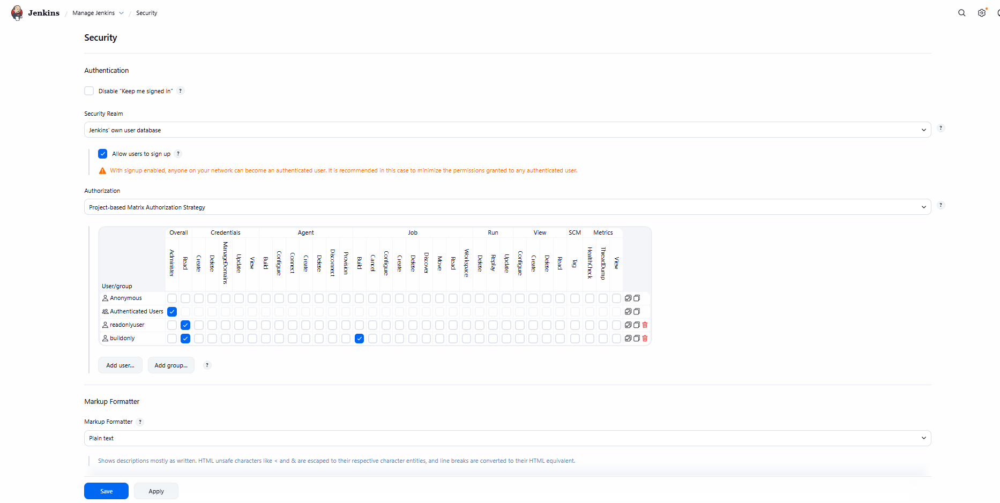 Jenkins / Manage Jenkins / Security
Security
Authentication
Disable “Keep me signed in” ?
Security Realm
Jenkins’ own user database ?
Allow users to sign up ?
With signup enabled, anyone on your network can become an authenticated user. It is recommended in this case to minimize the permissions granted to any authenticated user.
Authorization
Project-based Matrix Authorization Strategy ?
Overall Credentials Agent Job Run View SCM Metrics
User/group Administer Read Create Delete ManageDomains Update View Build Configure Connect Create Delete Disconnect Provision Build Cancel Configure Create Delete Discover Move Read Workspace Delete Replay Update Configure Create Delete Read Tag HealthCheck ThreadDump View
Anonymous
Authenticated Users
readonlyuser
buildonly
Add user... Add group... ?
Markup Formatter
Markup Formatter ?
Plain text
Shows descriptions mostly as written. HTML unsafe characters like < and & are escaped to their respective character entities, and line breaks are converted to their HTML equivalent.
Save Apply